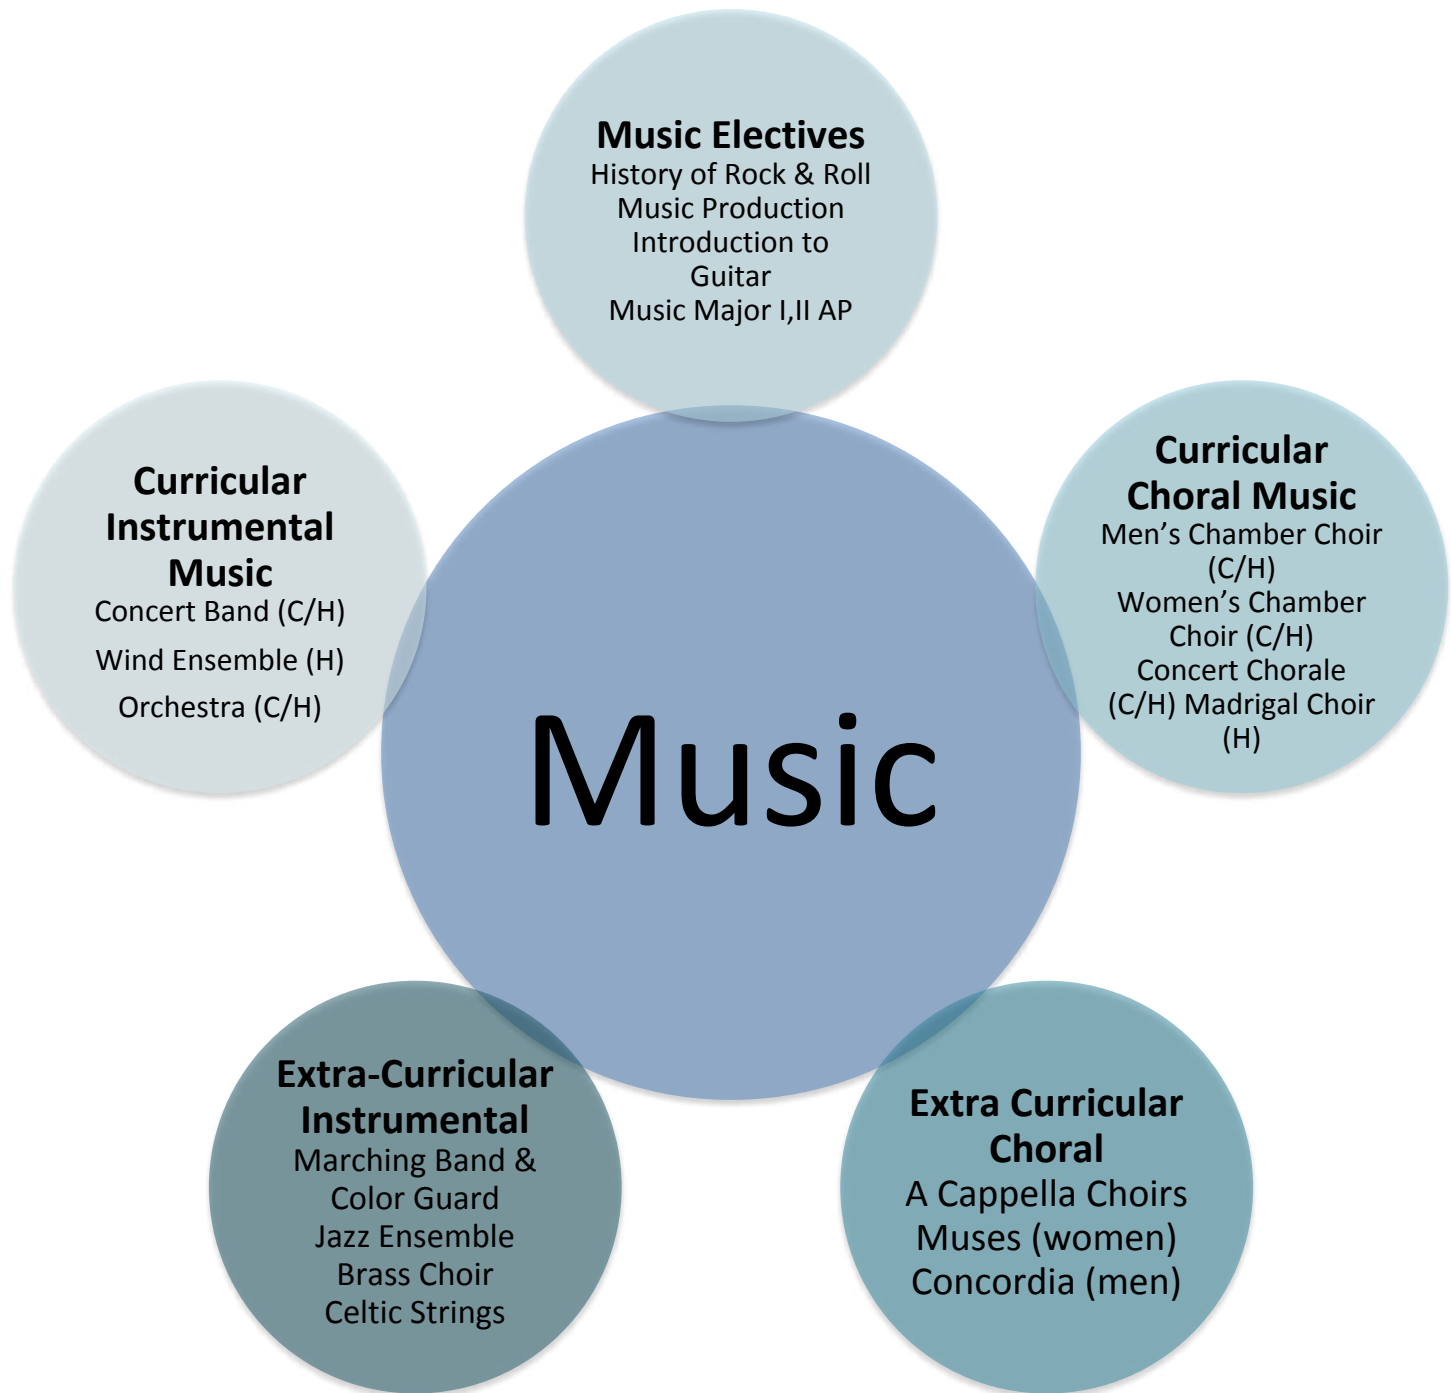 Music Electives
History of Rock & Roll
Music Production
Introduction to
Guitar
Music Major I,II AP
Curricular
Choral Music
Men’s Chamber Choir
(C/H)
Women’s Chamber
Choir (C/H)
Concert Chorale
(C/H) Madrigal Choir
(H)
Curricular
Instrumental
Music
Concert Band (C/H)
Wind Ensemble (H)
Orchestra (C/H)
Music
Extra-Curricular
Instrumental
Marching Band &
Color Guard
Jazz Ensemble
Brass Choir
Celtic Strings
Extra Curricular
Choral
A Cappella Choirs
Muses (women)
Concordia (men)